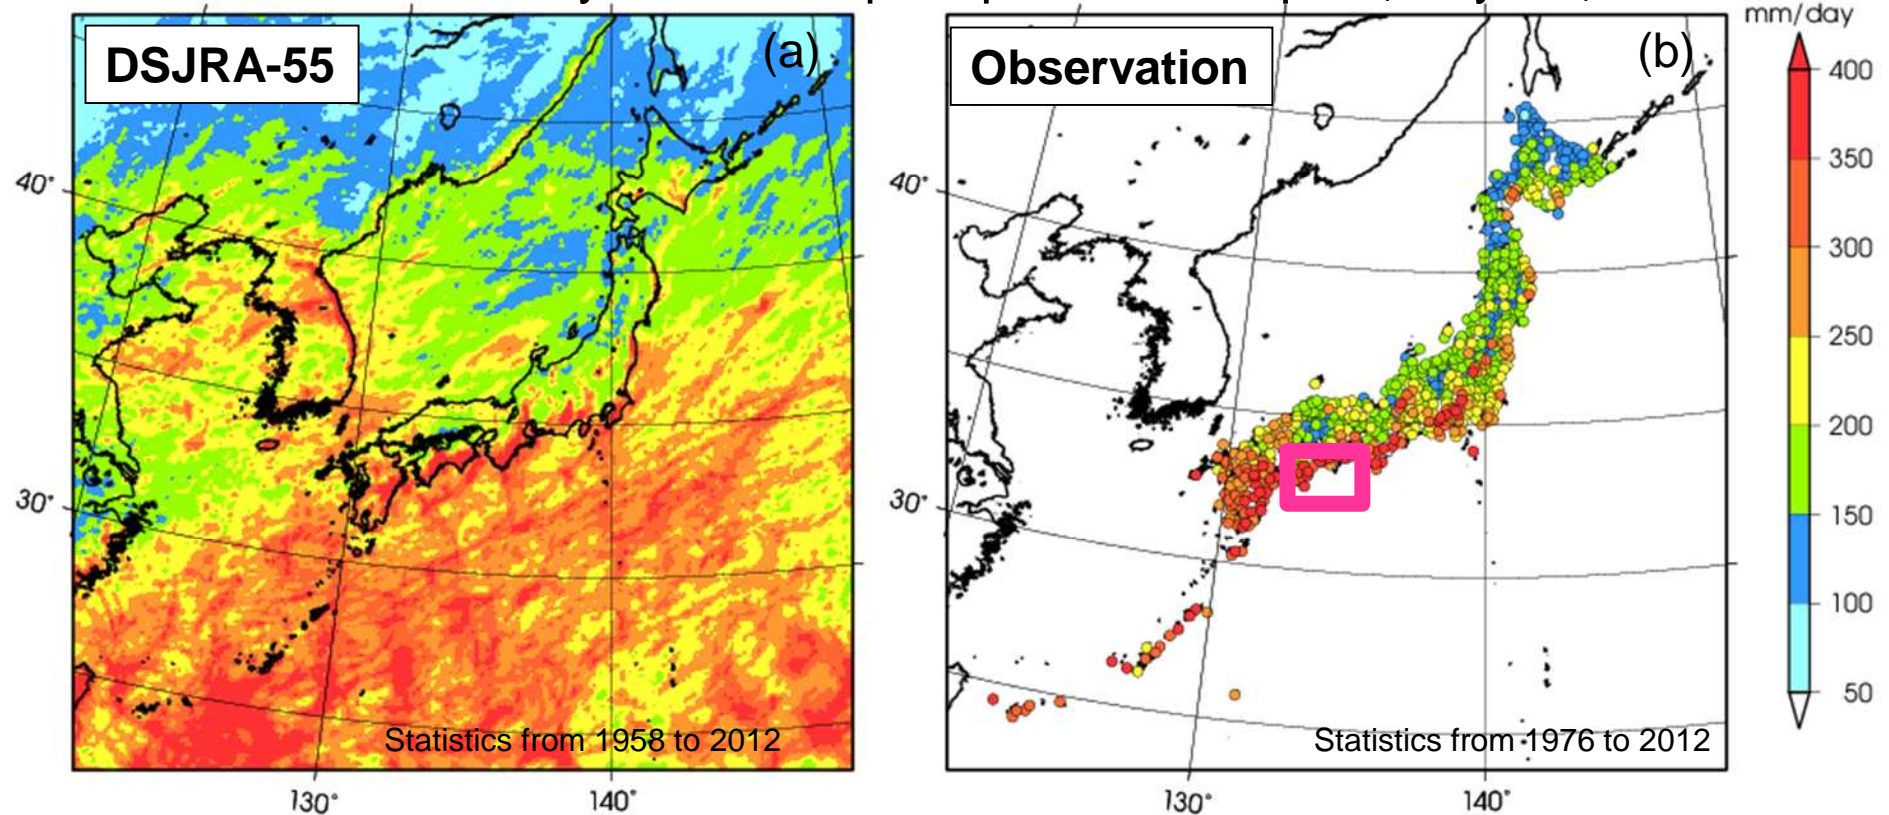 mm/day
DSJRA-55
(a)
Observation
(b)
400
350
300
250
200
150
100
50
40°
30°
40°
30°
Statistics from 1958 to 2012
Statistics from 1976 to 2012
130°
140°
130°
140°